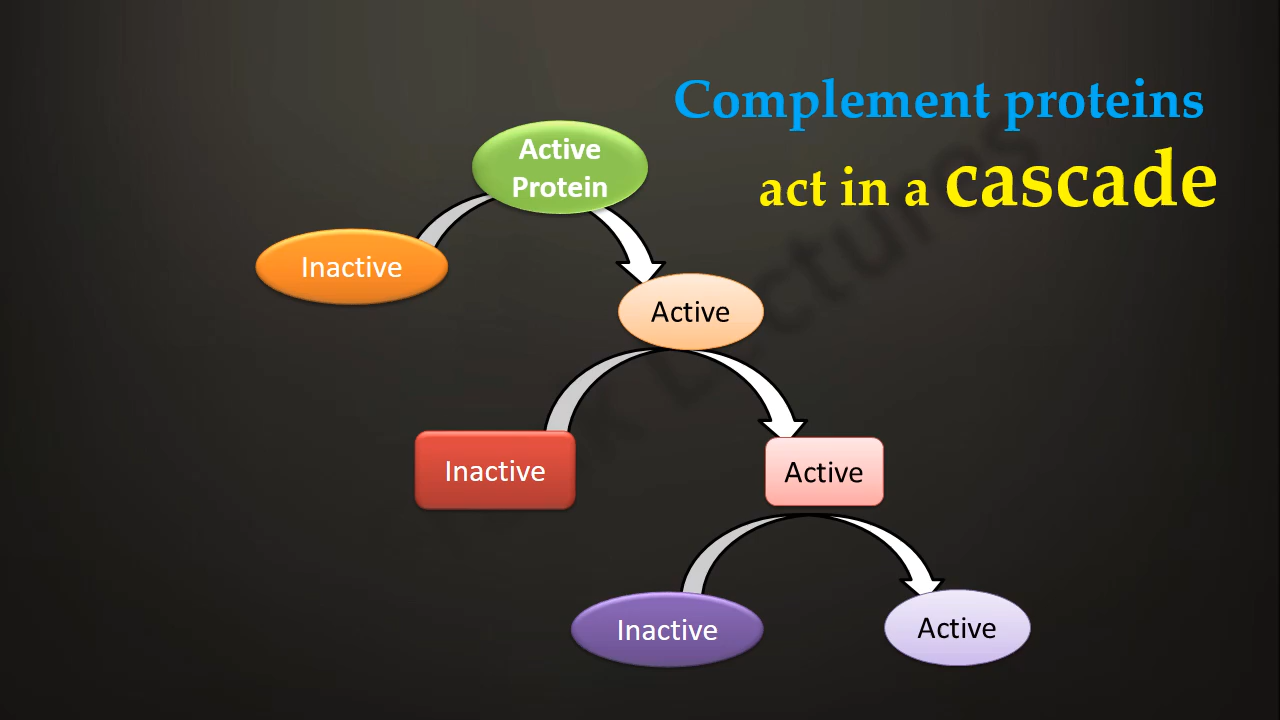 Complement proteins
act in a cascade
Active
Protein
Inactive
Active
Inactive
Active
Inactive
Active